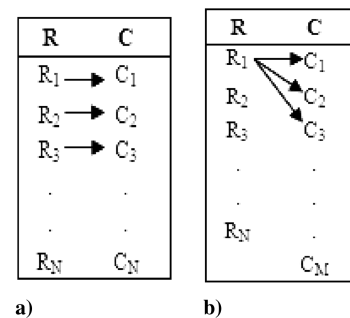 R C
R1 C1
R2 C2
R3 C3
. .
. .
RN CN
a)
R C
R1 C1
R2 C2
R3 C3
. .
. .
RN .
CM
b)